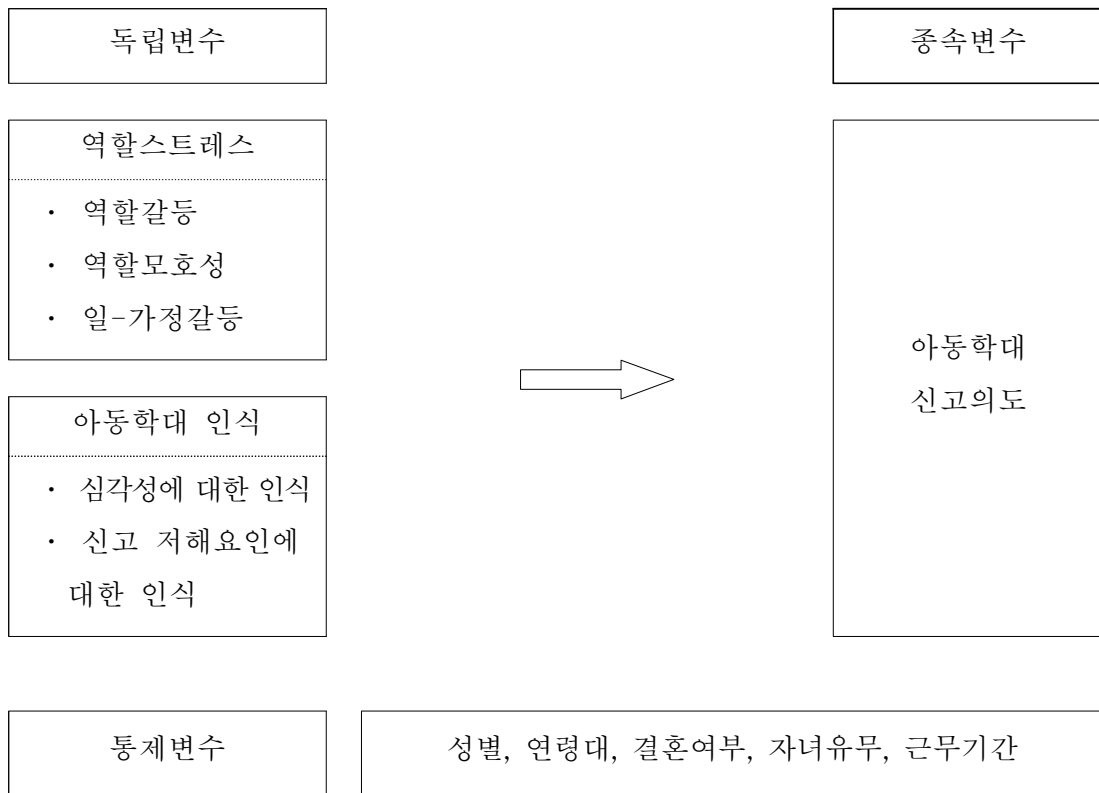 독립변수
종속변수
역할스트레스
· 역할갈등
· 역할모호성
· 일-가정갈등
아동학대 인식
· 심각성에 대한 인식
· 신고 저해요인에
대한 인식
아동학대
신고의도
통제변수
성별, 연령대, 결혼여부, 자녀유무, 근무기간